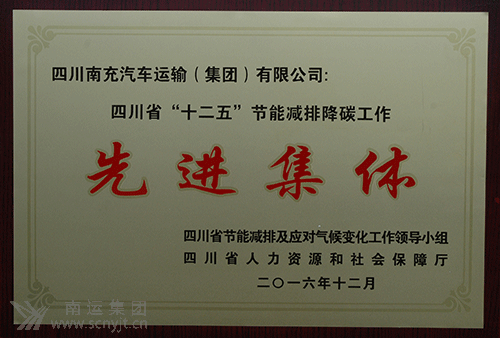 四川南充汽车运输（集团）有限公司：
四川省“十二五”节能减排降碳工作
先进集体
四川省节能减排及应对气候变化工作领导小组
四川省人力资源和社会保障厅
二〇一六年十二月
南运集团
www.scnyjt.cn